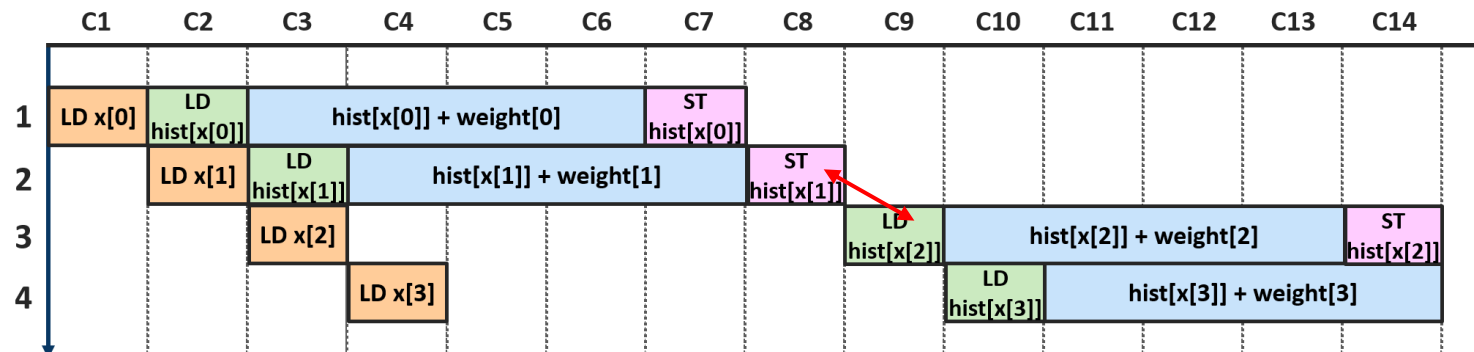 C1 C2 C3 C4 C5 C6 C7 C8 C9 C10 C11 C12 C13 C14
1 LD x[0] LD hist[x[0]] hist[x[0]] + weight[0] ST hist[x[0]]
2 LD x[1] LD hist[x[1]] hist[x[1]] + weight[1] ST hist[x[1]]
3 LD x[2] LD hist[x[2]] hist[x[2]] + weight[2] ST hist[x[2]]
4 LD x[3] LD hist[x[3]] hist[x[3]] + weight[3]